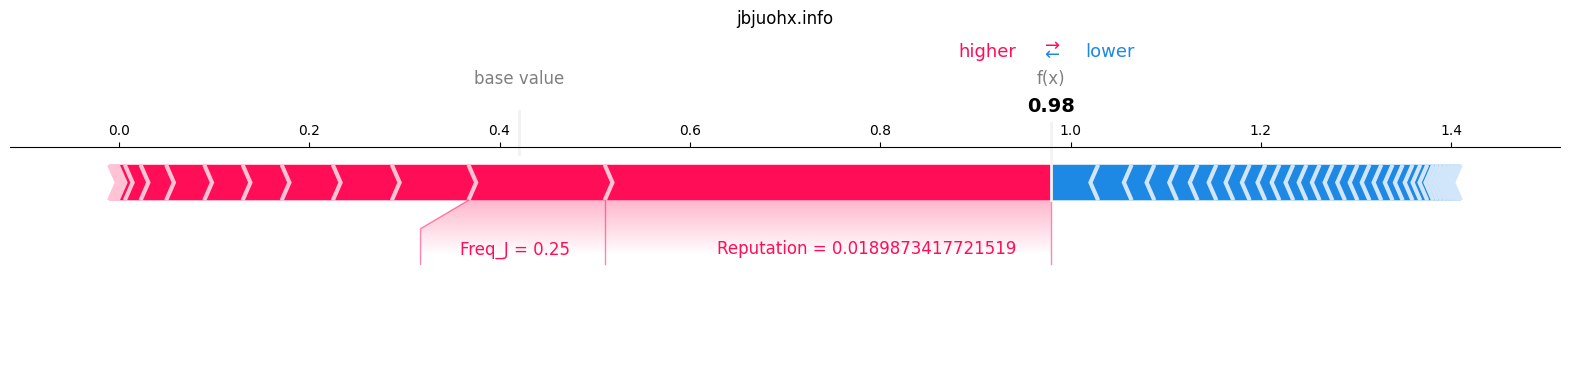 jbjuohx.info
higher → ← lower
base value f(x)
0.98
0.0 0.2 0.4 0.6 0.8 1.0 1.2 1.4
Freq_J = 0.25 Reputation = 0.0189873417721519